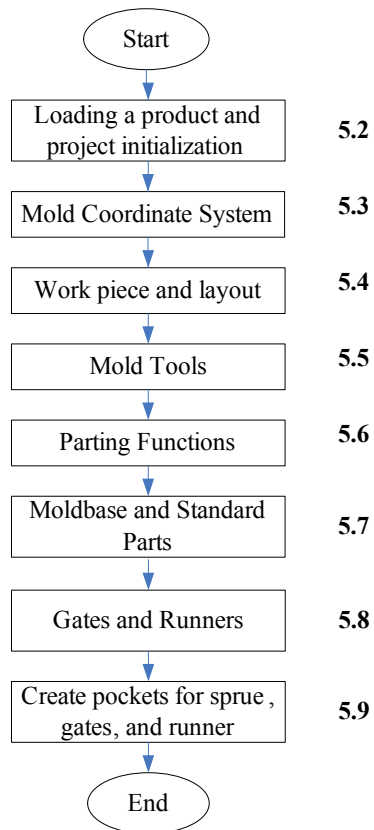 Start
Loading a product and
project initialization
5.2
Mold Coordinate System
5.3
Work piece and layout
5.4
Mold Tools
5.5
Parting Functions
5.6
Moldbase and Standard
Parts
5.7
Gates and Runners
5.8
Create pockets for sprue ,
gates, and runner
5.9
End